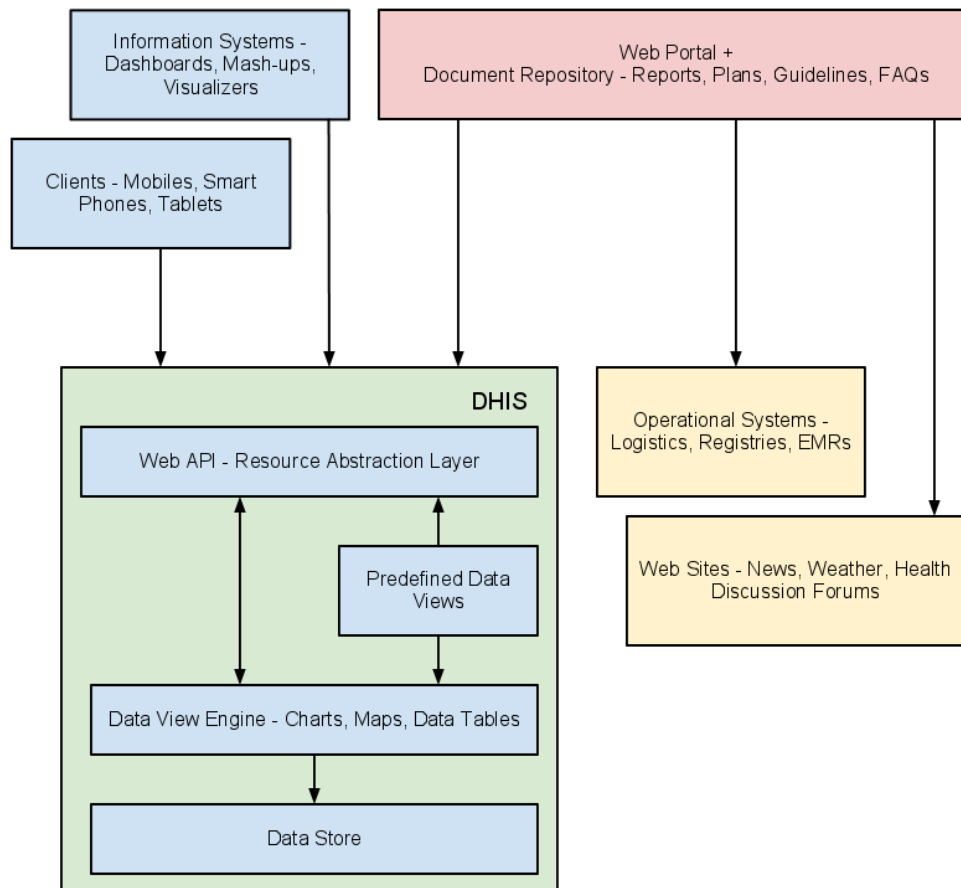 Information Systems -
Dashboards, Mash-ups,
Visualizers
Web Portal +
Document Repository - Reports, Plans, Guidelines, FAQs
Clients - Mobiles, Smart
Phones, Tablets
DHIS
Web API - Resource Abstraction Layer
Operational Systems -
Logistics, Registries, EMRs
Predefined Data
Views
Web Sites - News, Weather, Health
Discussion Forums
Data View Engine - Charts, Maps, Data Tables
Data Store